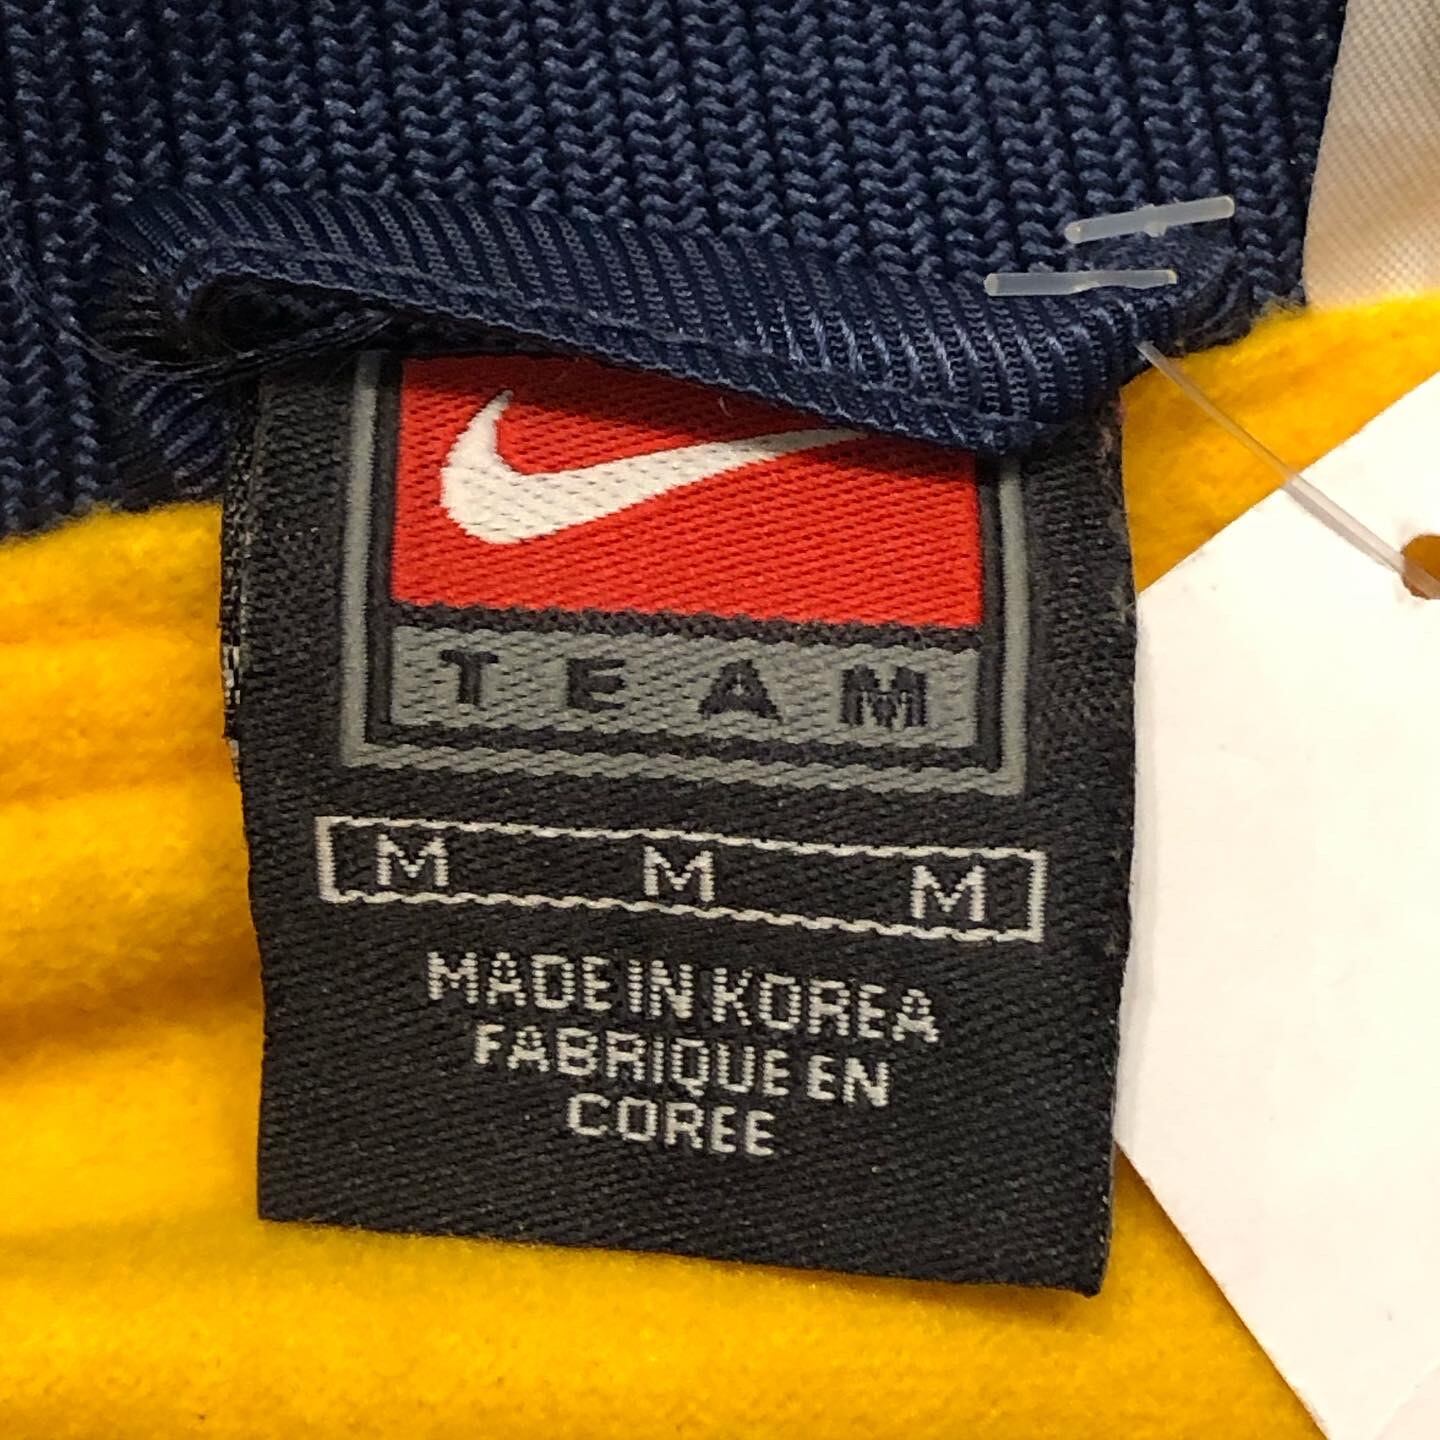 TEAM
M M M
MADE IN KOREA
FABRIQUE EN
COREE